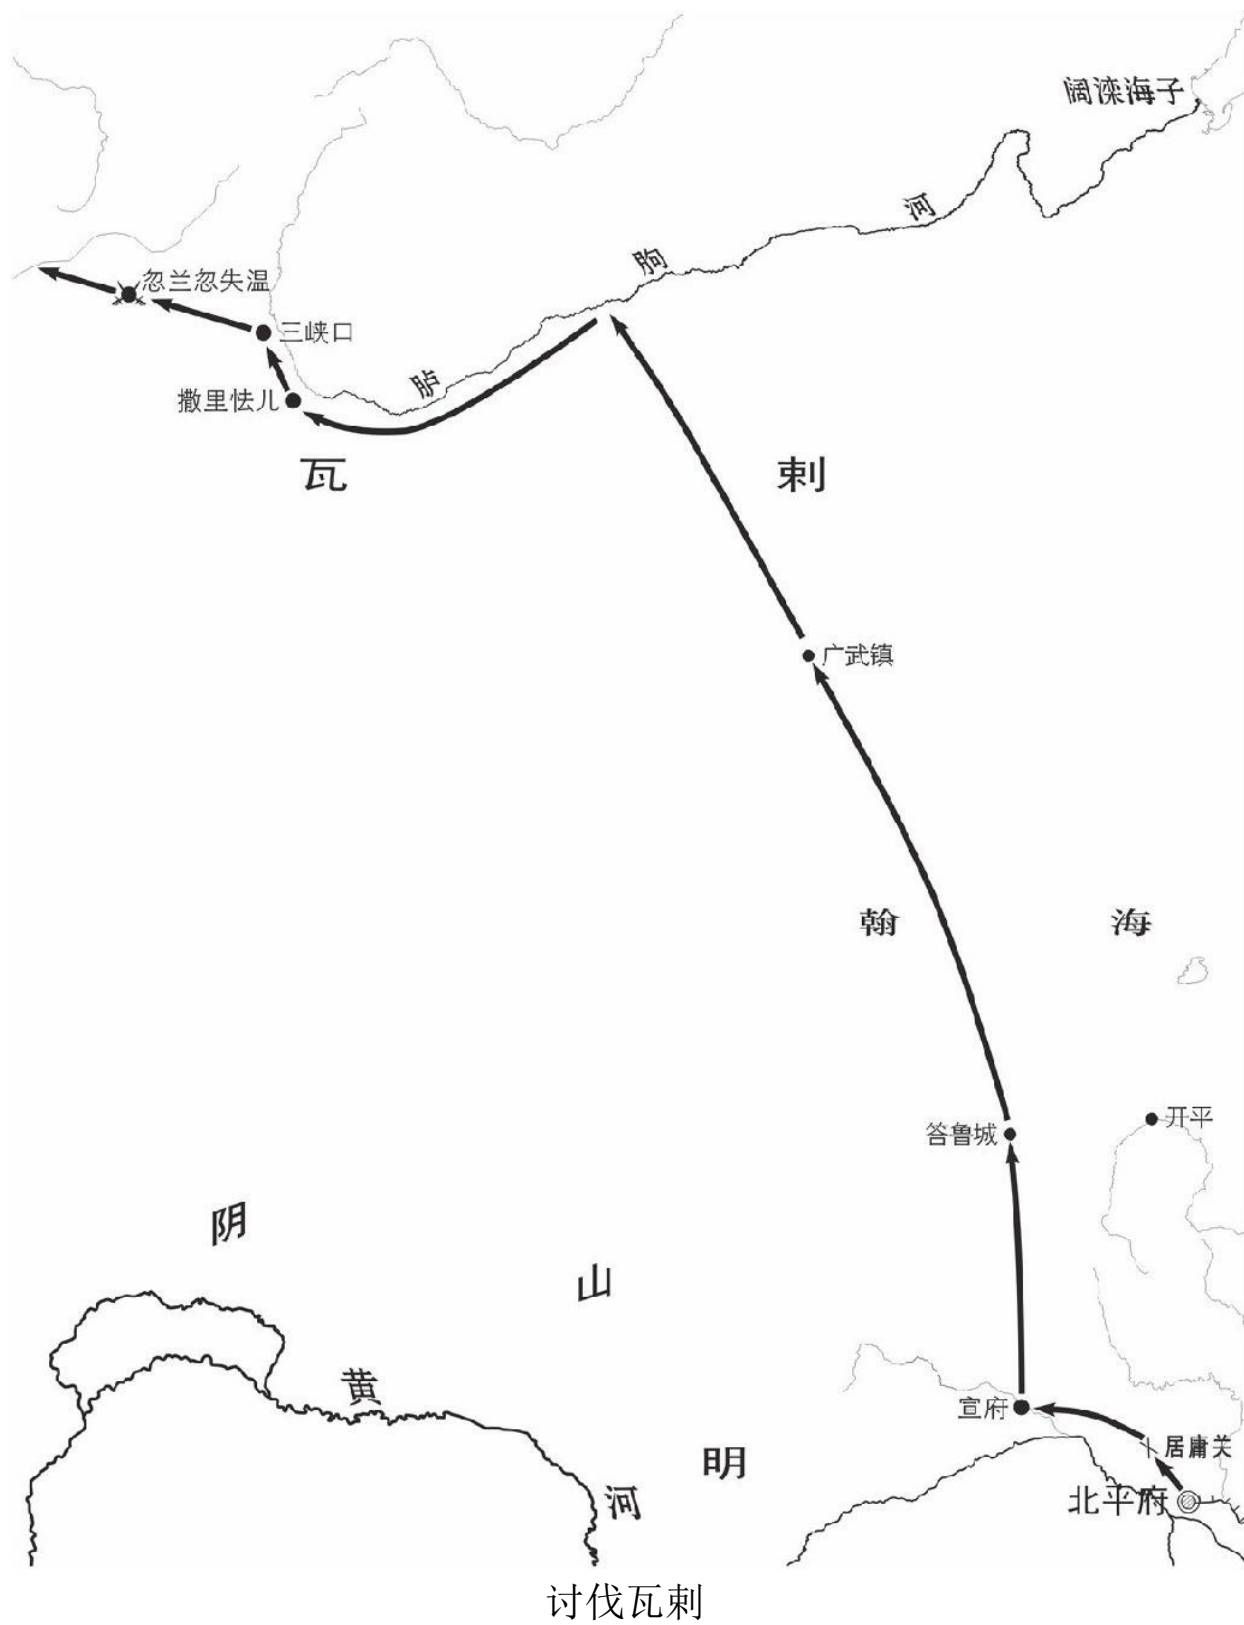 阔滦海子
河
朐
忽兰忽失温
三峡口
胪
撒里怯儿
瓦
剌
广武镇
翰
海
答鲁城
开平
阴
山
黄
宣府
居庸关
明
河
北平府
讨伐瓦剌